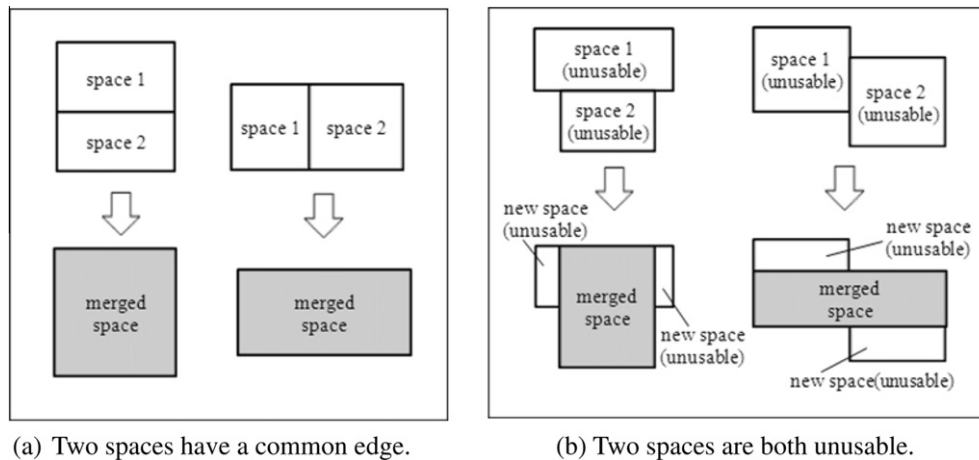 space 1
space 2
space 1
space 2
merged
space
merged
space
(a) Two spaces have a common edge.
space 1
(unusable)
space 2
(unusable)
space 1
(unusable)
space 2
(unusable)
new space
(unusable)
merged
space
new space
(unusable)
new space
(unusable)
merged
space
new space(unusable)
(b) Two spaces are both unusable.